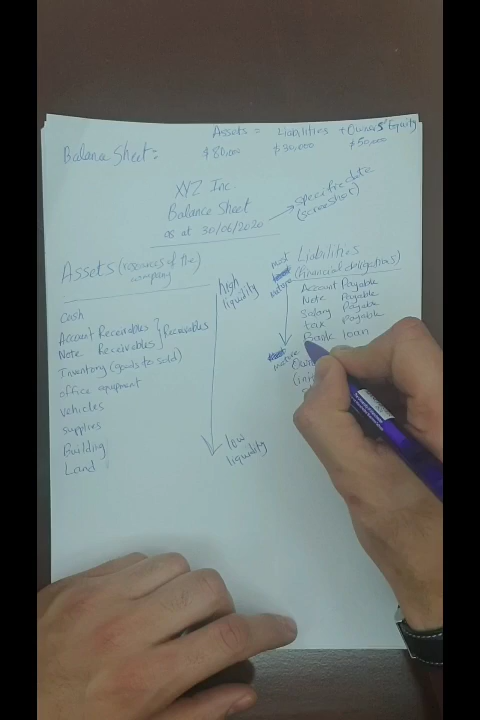 Assets = Liabilities + Owners' Equity
Balance Sheet:
$80,000 $30,000 $50,000
XYZ Inc.
Balance Sheet
as at 30/06/2020
specific date
(screenshot)
Assets (resources of the
company)
Cash
Account Receivables
Note Receivables
} Receivables
Inventory (goods to sold)
office equipment
vehicles
supplies
Building
Land
high
liquidity
low
liquidity
most
mature
Liabilities
(financial obligations)
Account Payable
Note Payable
Salary Payable
tax Payable
Bank loan
mature